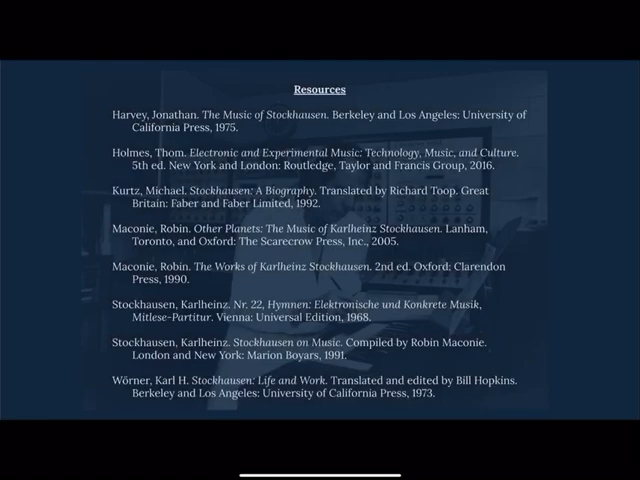 Resources
Harvey, Jonathan. The Music of Stockhausen. Berkeley and Los Angeles: University of
California Press, 1975.
Holmes, Thom. Electronic and Experimental Music: Technology, Music, and Culture.
5th ed. New York and London: Routledge, Taylor and Francis Group, 2016.
Kurtz, Michael. Stockhausen: A Biography. Translated by Richard Toop. Great
Britain: Faber and Faber Limited, 1992.
Maconie, Robin. Other Planets: The Music of Karlheinz Stockhausen. Lanham,
Toronto, and Oxford: The Scarecrow Press, Inc., 2005.
Maconie, Robin. The Works of Karlheinz Stockhausen. 2nd ed. Oxford: Clarendon
Press, 1990.
Stockhausen, Karlheinz. Nr. 22, Hymnen: Elektronische und Konkrete Musik,
Mitlese-Partitur. Vienna: Universal Edition, 1968.
Stockhausen, Karlheinz. Stockhausen on Music. Compiled by Robin Maconie.
London and New York: Marion Boyars, 1991.
Wörner, Karl H. Stockhausen: Life and Work. Translated and edited by Bill Hopkins.
Berkeley and Los Angeles: University of California Press, 1973.